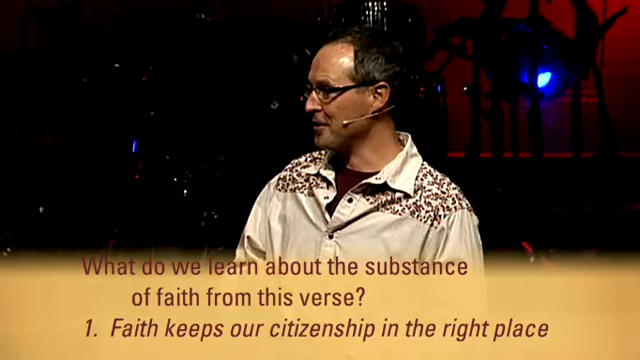 What do we learn about the substance
of faith from this verse?
1. Faith keeps our citizenship in the right place